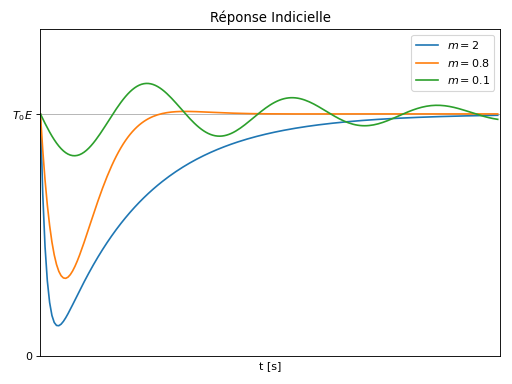 Réponse Indicielle
m = 2
m = 0.8
m = 0.1
T₀E
0
t [s]